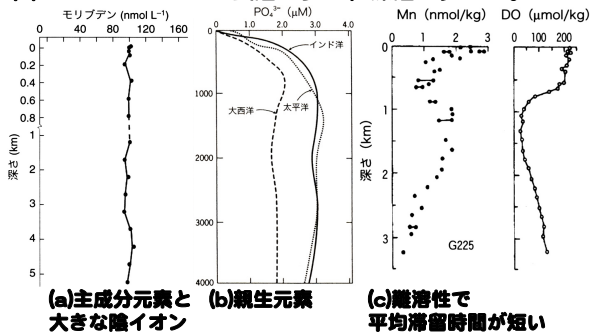 モリブデン (nmol L⁻¹)
0 40 80 120 160
0
0.2
0.4
0.6
0.8
1
2
3
4
5
深さ (km)
(a)主成分元素と
大きな陰イオン
PO₄³⁻ (μM)
0.0 1.0 2.0 3.0 4.0
0
1000
2000
3000
4000
インド洋
大西洋
太平洋
(b)親生元素
Mn (nmol/kg)
0 1 2 3
DO (μmol/kg)
0 100 200
0
1
2
3
深さ (km)
G225
(c)難溶性で
平均滞留時間が短い